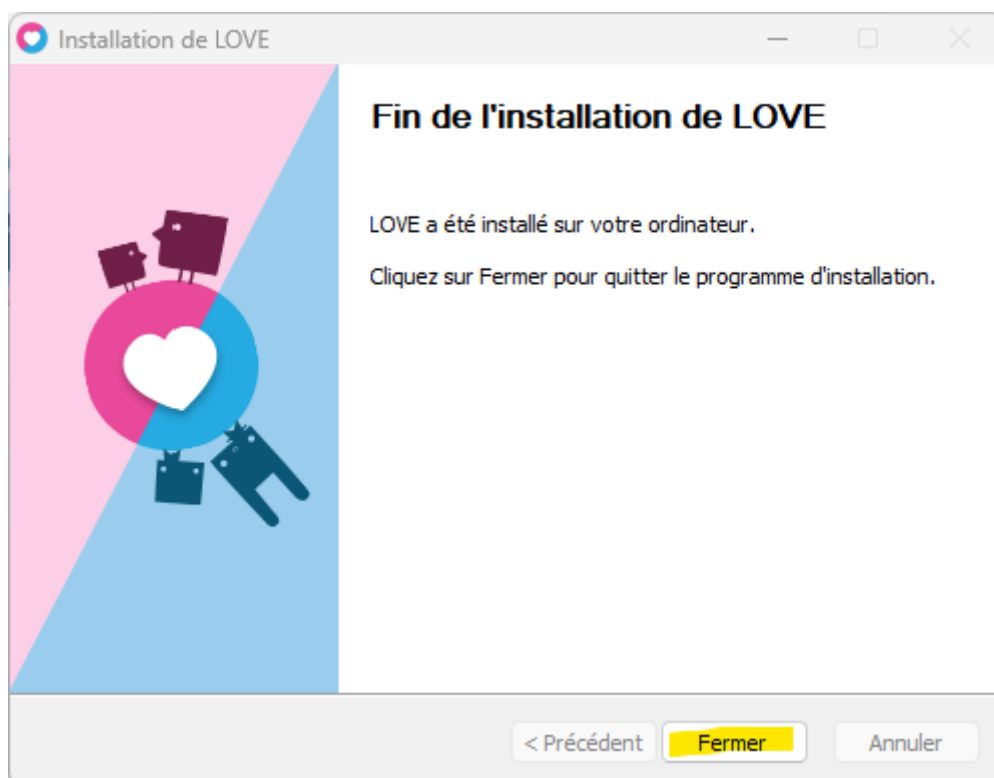 Installation de LOVE
Fin de l'installation de LOVE
LOVE a été installé sur votre ordinateur.
Cliquez sur Fermer pour quitter le programme d'installation.
< Précédent Fermer Annuler